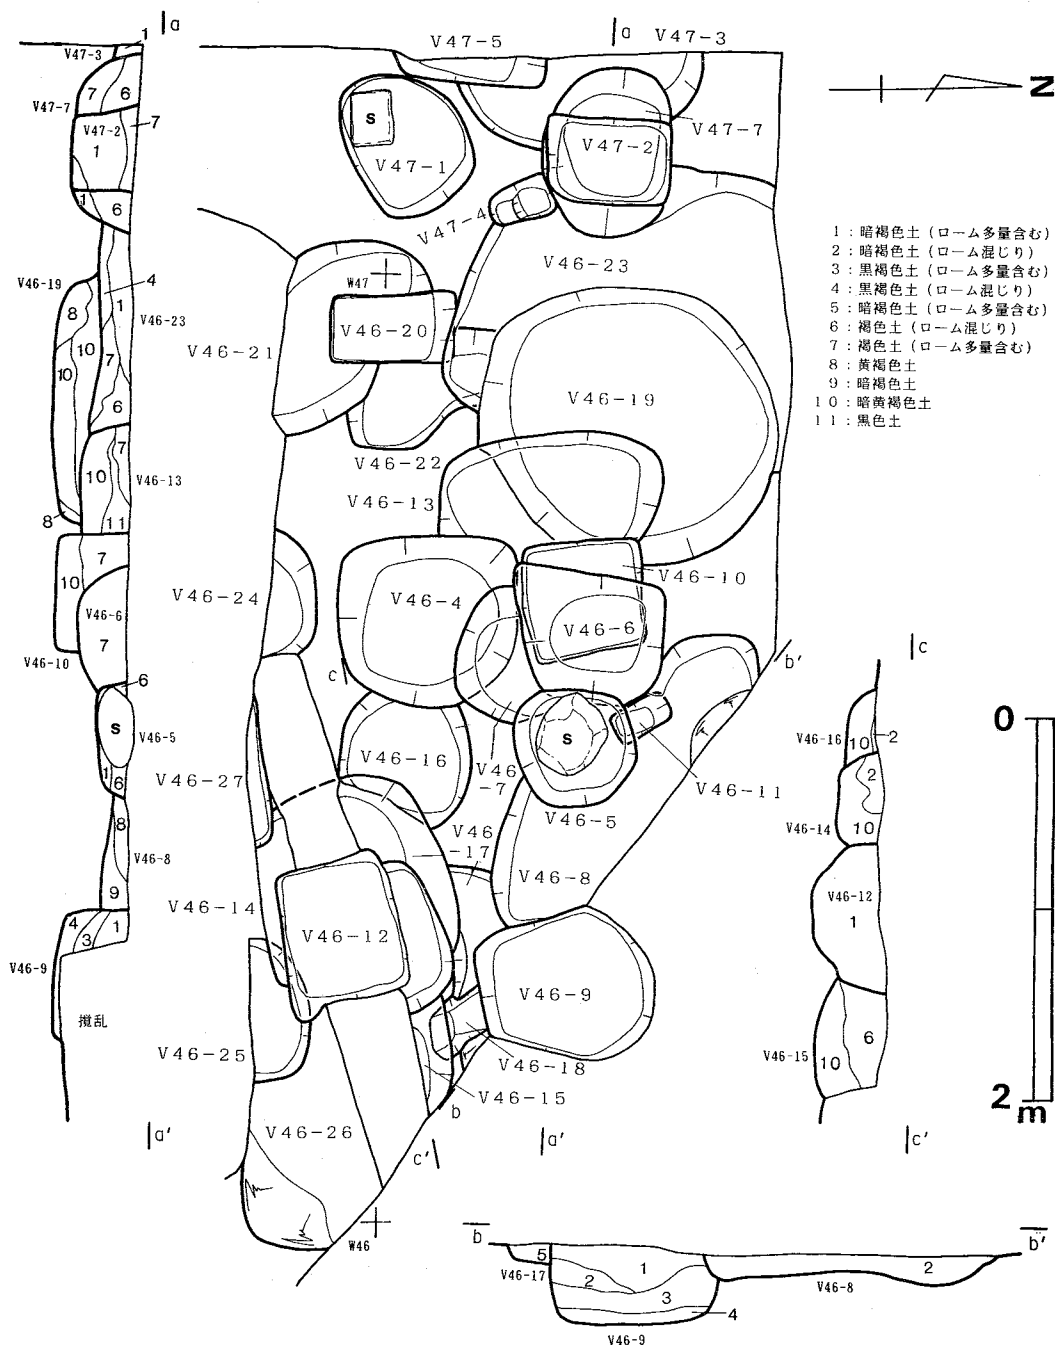 a
a
V47-5
V47-3
1
V47-3
7
6
V47-7
N
S
V47-7
V47-2
7
V47-2
1
V47-1
1
6
V47-4
1：暗褐色土（ローム多量含む）
2：暗褐色土（ローム混じり）
3：黒褐色土（ローム多量含む）
4：黒褐色土（ローム混じり）
5：暗褐色土（ローム多量含む）
6：褐色土（ローム混じり）
7：褐色土（ローム多量含む）
8：黄褐色土
9：暗褐色土
10：暗黄褐色土
11：黒色土
V46-23
W47
V46-19
4
8
1
V46-23
V46-20
10
7
V46-21
10
6
V46-19
V46-22
7
10
V46-13
V46-13
8
11
7
10
V46-10
V46-24
V46-4
V46-6
V46-6
7
V46-10
b'
c
c
6
S
V46-5
S
0
V46-16
10
2
V46-16
V46-27
V46
-7
V46-11
1
6
2
V46-5
8
V46
-17
V46-14
10
V46-8
V46-8
9
V46-14
V46-12
1
4
3
1
V46-12
V46-9
V46-9
撹乱
6
V46-25
V46-18
V46-15
10
V46-15
b
2m
a'
V46-26
a'
c'
c'
W46
b
b'
5
1
2
V46-17
2
V46-8
3
4
V46-9